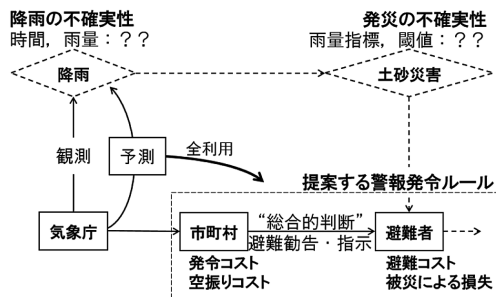 降雨の不確実性
時間，雨量：？？
発災の不確実性
雨量指標，閾値：？？
降雨
土砂災害
観測
予測
全利用
提案する警報発令ルール
気象庁
市町村
“総合的判断”
避難勧告・指示
避難者
発令コスト
空振りコスト
避難コスト
被災による損失